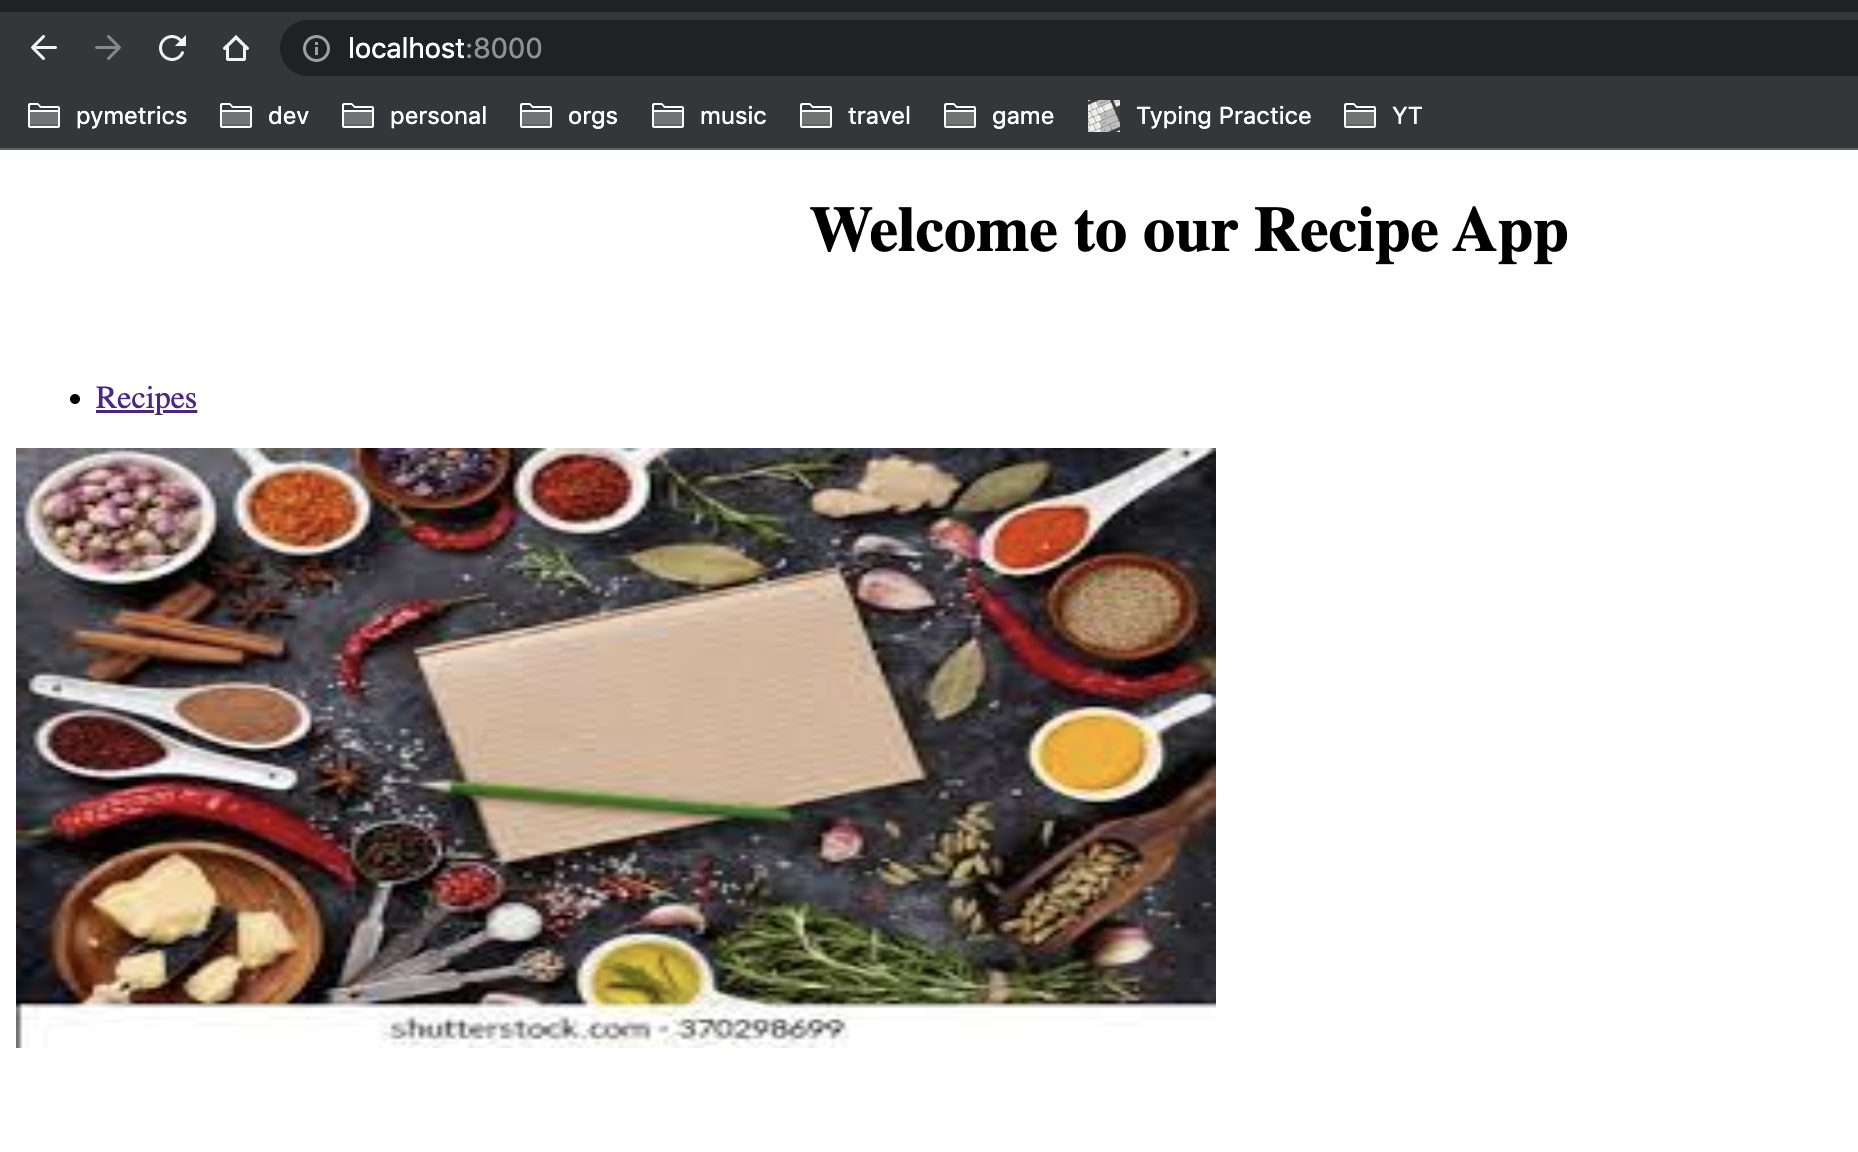 localhost:8000
pymetrics dev personal orgs music travel game Typing Practice YT
Welcome to our Recipe App
Recipes
shutterstock.com · 370298699